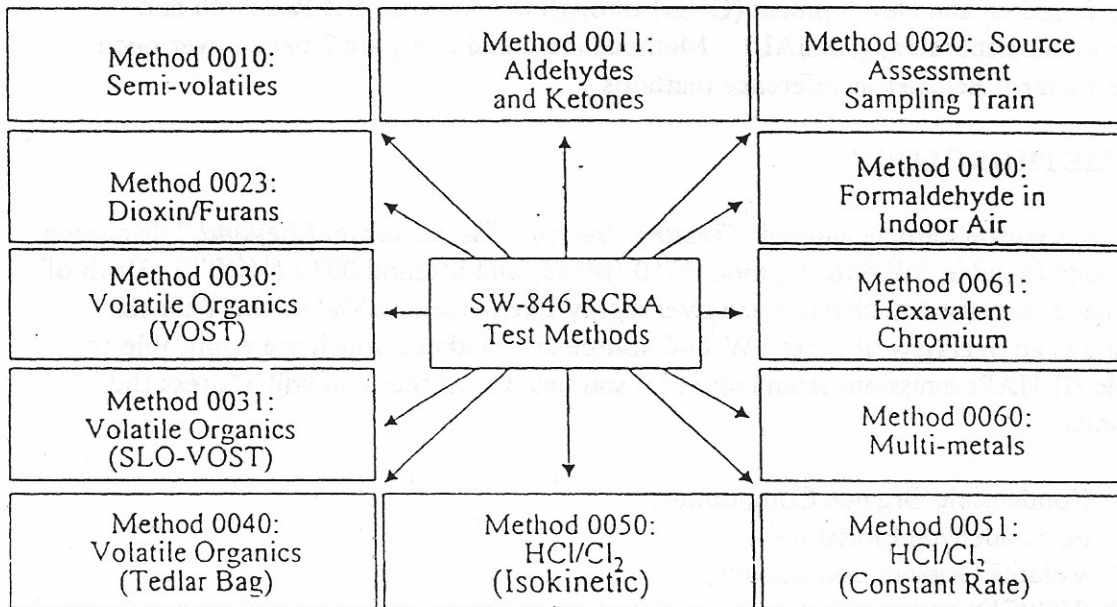 Method 0010:
Semi-volatiles
Method 0011:
Aldehydes
and Ketones
Method 0020: Source
Assessment
Sampling Train
Method 0023:
Dioxin/Furans
Method 0100:
Formaldehyde in
Indoor Air
Method 0030:
Volatile Organics
(VOST)
SW-846 RCRA
Test Methods
Method 0061:
Hexavalent
Chromium
Method 0031:
Volatile Organics
(SLO-VOST)
Method 0060:
Multi-metals
Method 0040:
Volatile Organics
(Tedlar Bag)
Method 0050:
HCl/Cl₂
(Isokinetic)
Method 0051:
HCl/Cl₂
(Constant Rate)